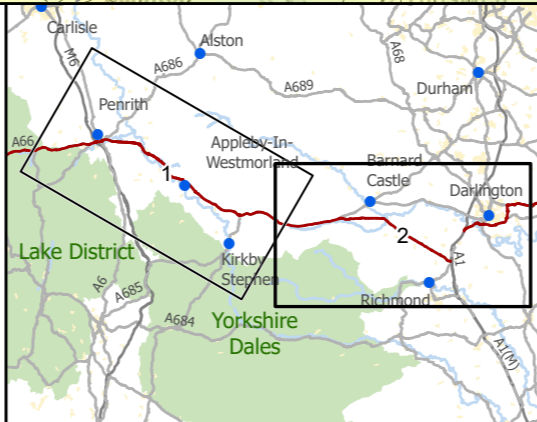 Carlisle
M6
A686
Alston
A689
A68
Durham
Penrith
A66
Appleby-In-
Westmorland
1
Barnard
Castle
Darlington
2
Lake District
Kirkby
Stephen
A6
A685
A684
Richmond
A1
Yorkshire
Dales
A1(M)